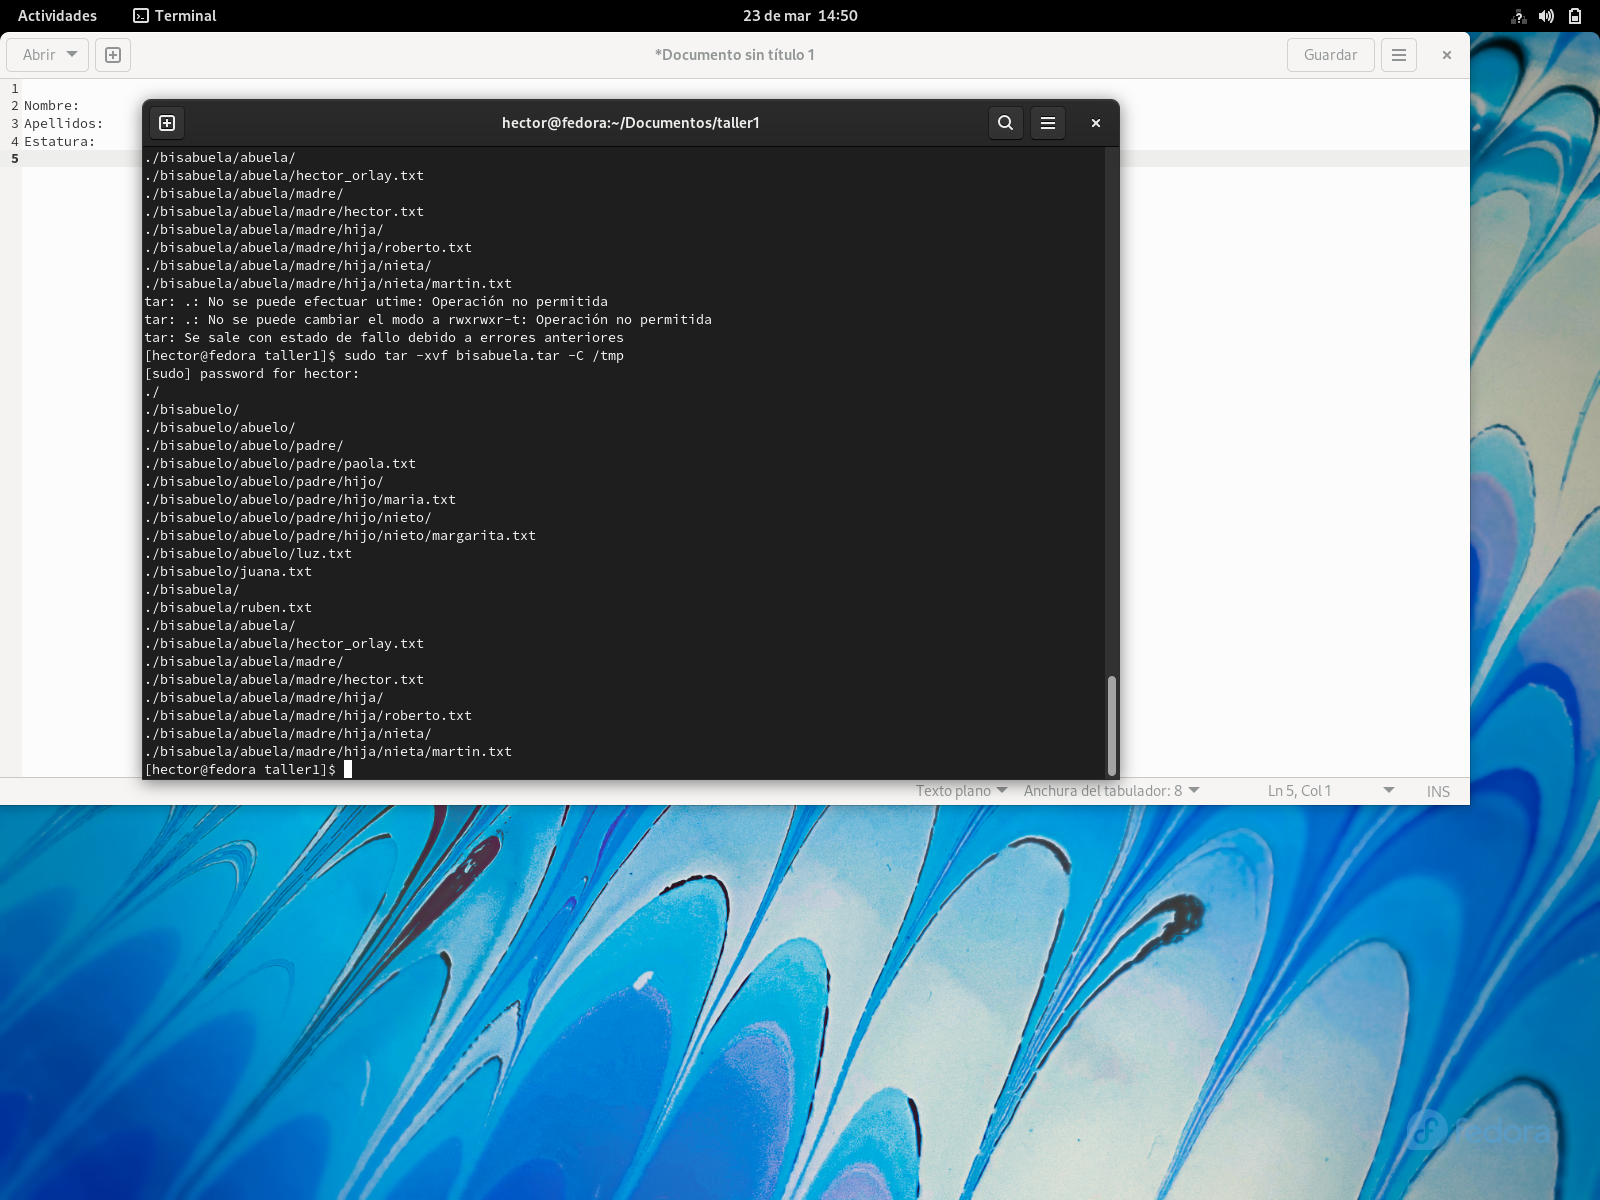 Actividades
Terminal
23 de mar 14:50
Abrir
*Documento sin título 1
Guardar
1
2 Nombre:
3 Apellidos:
4 Estatura:
5
hector@fedora:~/Documentos/taller1
./bisabuela/abuela/
./bisabuela/abuela/hector_orlay.txt
./bisabuela/abuela/madre/
./bisabuela/abuela/madre/hector.txt
./bisabuela/abuela/madre/hija/
./bisabuela/abuela/madre/hija/roberto.txt
./bisabuela/abuela/madre/hija/nieta/
./bisabuela/abuela/madre/hija/nieta/martin.txt
tar: .: No se puede efectuar utime: Operación no permitida
tar: .: No se puede cambiar el modo a rwxrwxr-t: Operación no permitida
tar: Se sale con estado de fallo debido a errores anteriores
[hector@fedora taller1]$ sudo tar -xvf bisabuela.tar -C /tmp
[sudo] password for hector:
./
./bisabuelo/
./bisabuelo/abuelo/
./bisabuelo/abuelo/padre/
./bisabuelo/abuelo/padre/paola.txt
./bisabuelo/abuelo/padre/hijo/
./bisabuelo/abuelo/padre/hijo/maria.txt
./bisabuelo/abuelo/padre/hijo/nieto/
./bisabuelo/abuelo/padre/hijo/nieto/margarita.txt
./bisabuelo/abuelo/luz.txt
./bisabuelo/juana.txt
./bisabuela/
./bisabuela/ruben.txt
./bisabuela/abuela/
./bisabuela/abuela/hector_orlay.txt
./bisabuela/abuela/madre/
./bisabuela/abuela/madre/hector.txt
./bisabuela/abuela/madre/hija/
./bisabuela/abuela/madre/hija/roberto.txt
./bisabuela/abuela/madre/hija/nieta/
./bisabuela/abuela/madre/hija/nieta/martin.txt
[hector@fedora taller1]$
Texto plano
Anchura del tabulador: 8
Ln 5, Col 1
INS
fedora